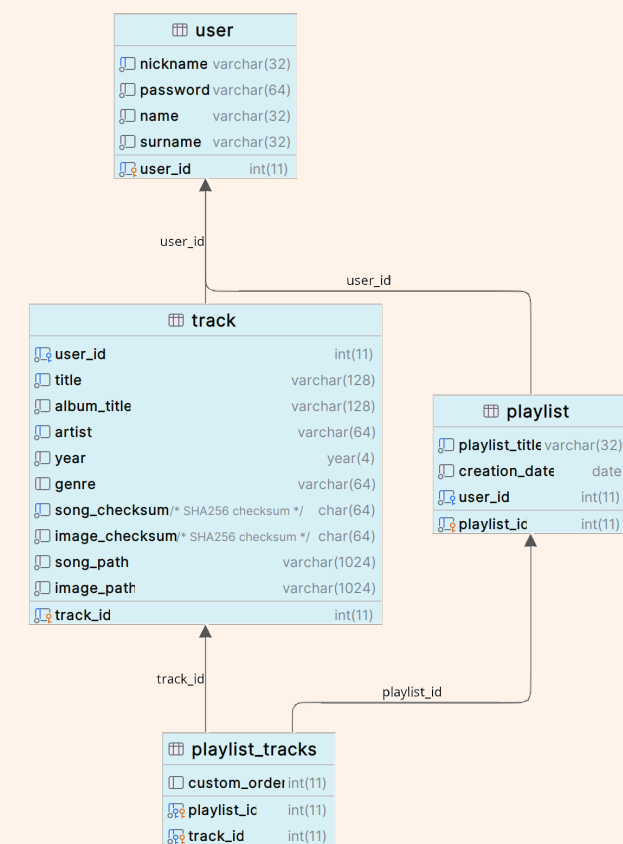 user
nickname varchar(32)
password varchar(64)
name varchar(32)
surname varchar(32)
user_id int(11)
user_id
user_id
track
user_id int(11)
title varchar(128)
album_title varchar(128)
artist varchar(64)
year year(4)
genre varchar(64)
song_checksum /* SHA256 checksum */ char(64)
image_checksum /* SHA256 checksum */ char(64)
song_path varchar(1024)
image_path varchar(1024)
track_id int(11)
playlist
playlist_title varchar(32)
creation_date date
user_id int(11)
playlist_id int(11)
track_id
playlist_id
playlist_tracks
custom_order int(11)
playlist_id int(11)
track_id int(11)